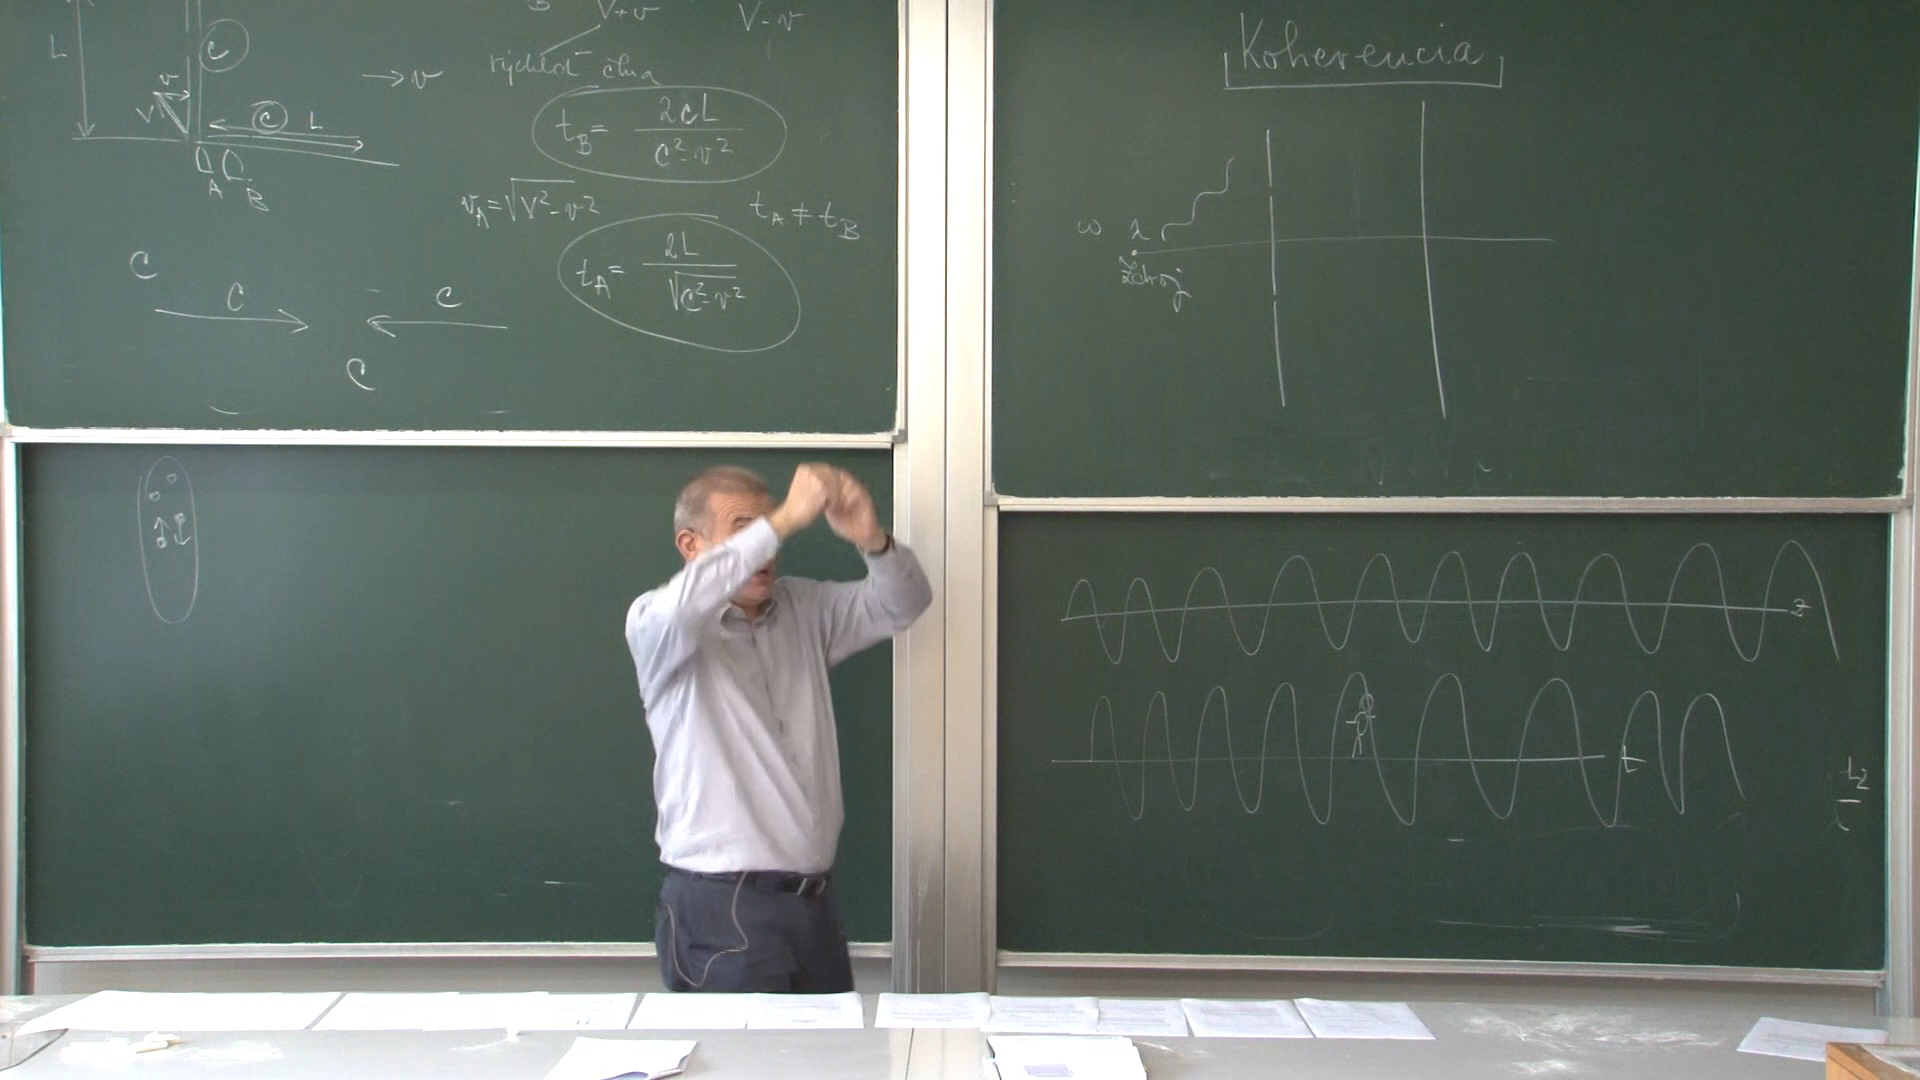 L
c
v
→ v
V
c L
A B
V+v
V-v
rýchlosť člna
t_B = 2cL / (c² - v²)
v_A = √(V² - v²)
t_A ≠ t_B
t_A = 2L / √(c² - v²)
c
c
c
c
Koherencia
ω λ
Zdroj
z
t